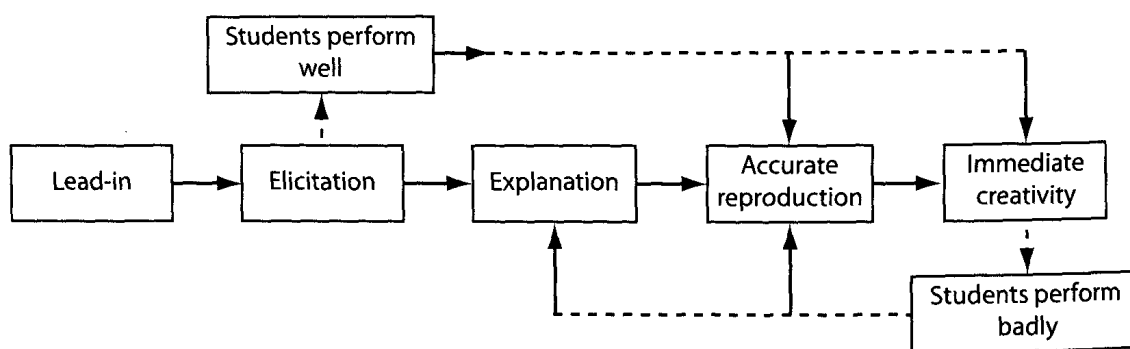 Students perform
well
Lead-in
Elicitation
Explanation
Accurate
reproduction
Immediate
creativity
Students perform
badly